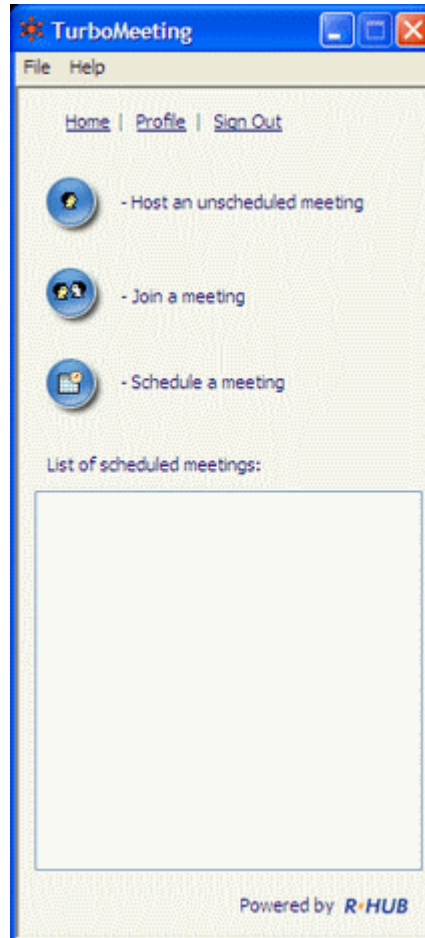 TurboMeeting
File Help
Home | Profile | Sign Out
- Host an unscheduled meeting
- Join a meeting
- Schedule a meeting
List of scheduled meetings:
Powered by R•HUB